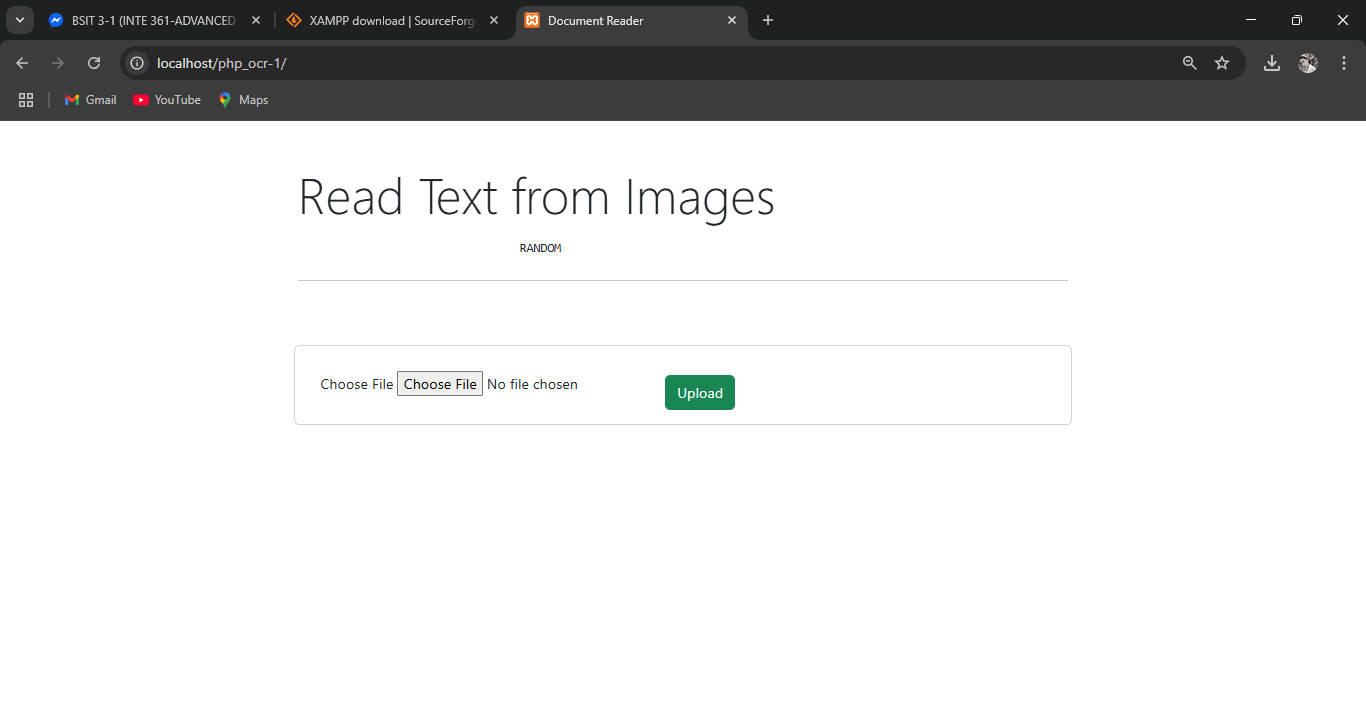 BSIT 3-1 (INTE 361-ADVANCED
XAMPP download | SourceForg
Document Reader
localhost/php_ocr-1/
Gmail
YouTube
Maps
Read Text from Images
RANDOM
Choose File Choose File No file chosen
Upload